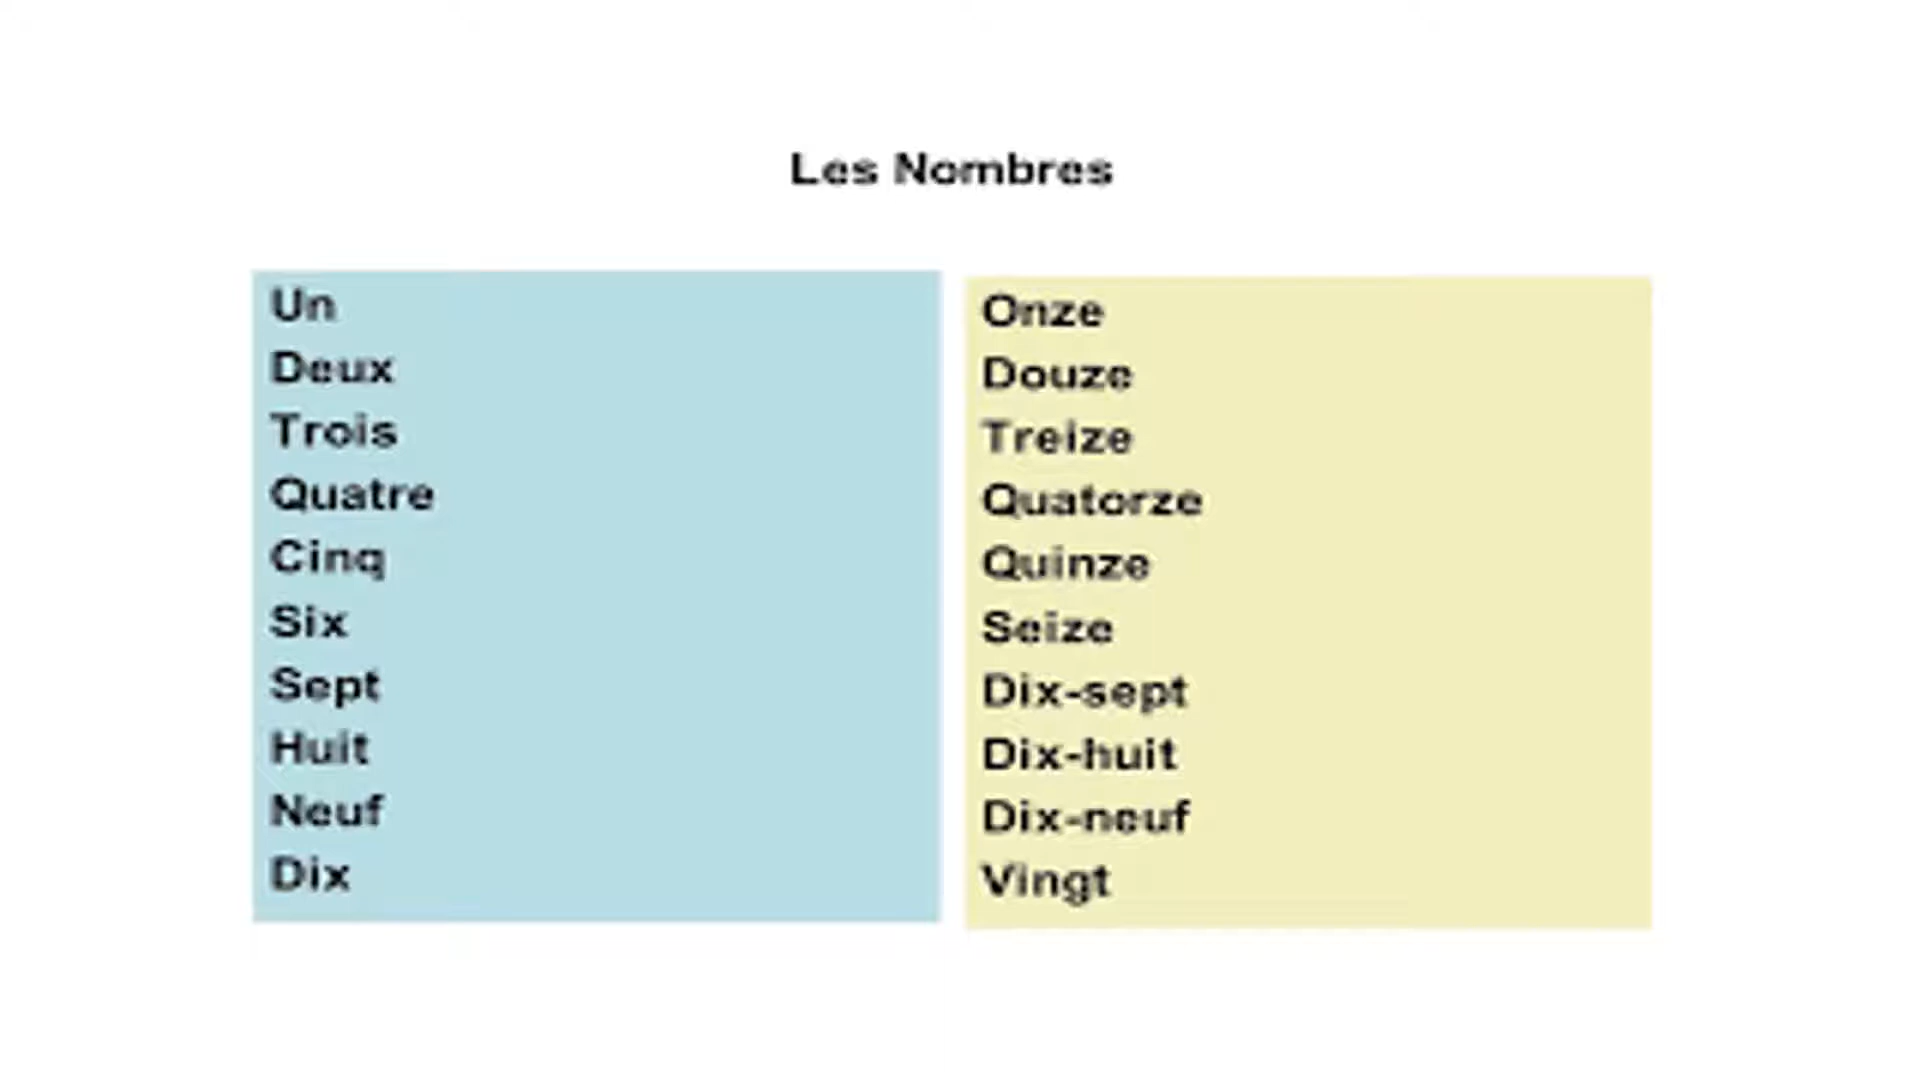 Les Nombres
Un
Deux
Trois
Quatre
Cinq
Six
Sept
Huit
Neuf
Dix
Onze
Douze
Treize
Quatorze
Quinze
Seize
Dix-sept
Dix-huit
Dix-neuf
Vingt